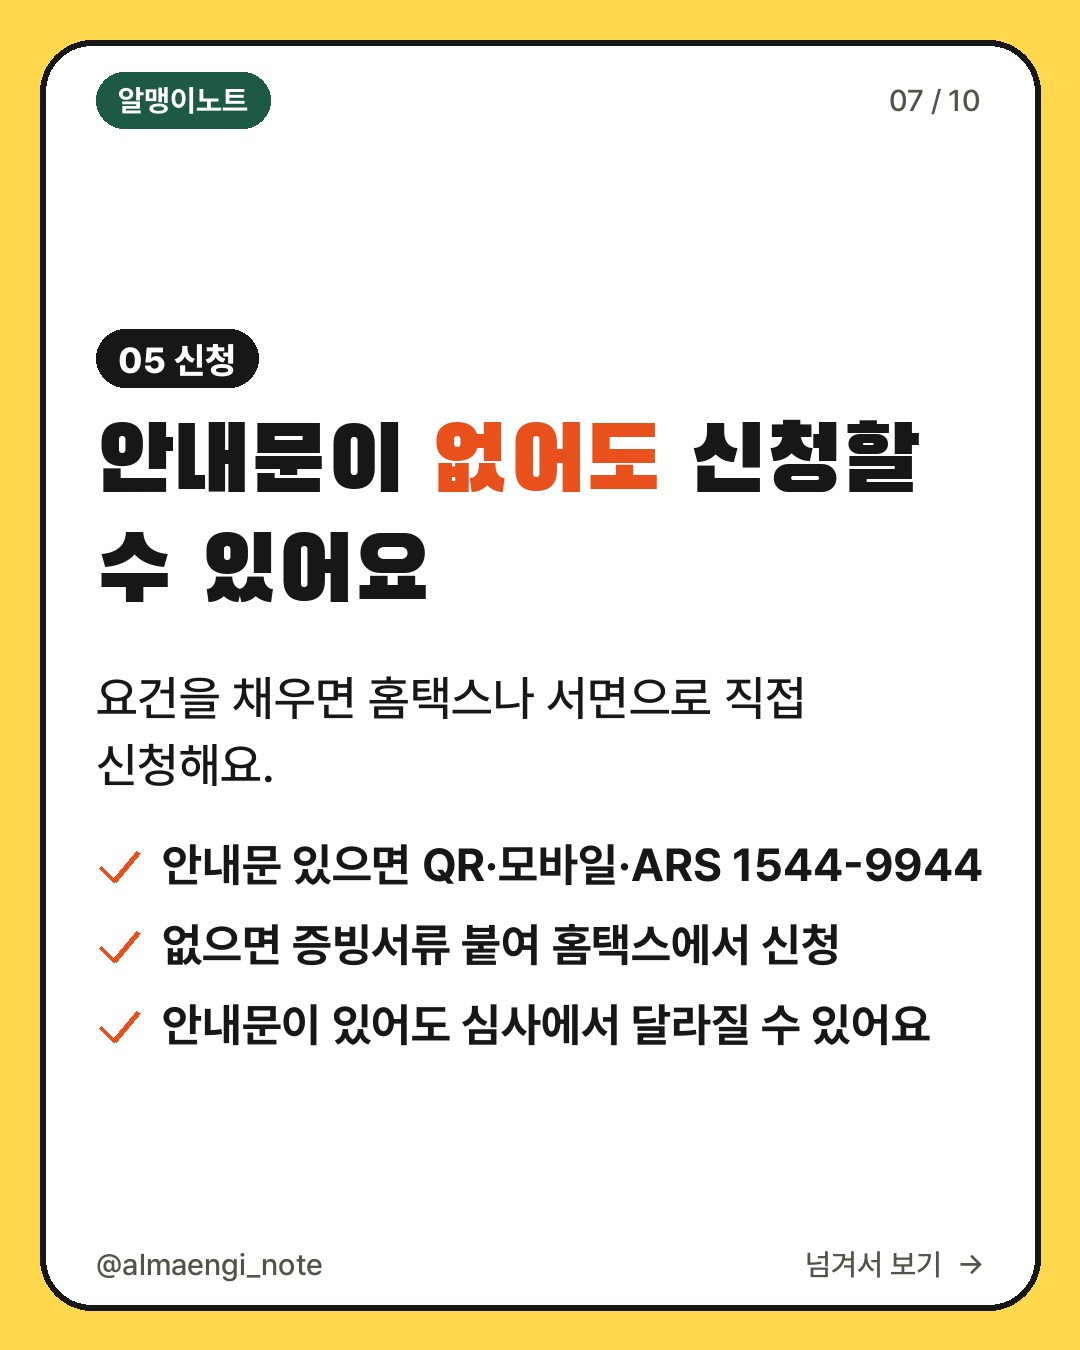 알맹이노트
07 / 10
05 신청
안내문이 없어도 신청할
수 있어요
요건을 채우면 홈택스나 서면으로 직접
신청해요.
안내문 있으면 QR·모바일·ARS 1544-9944
없으면 증빙서류 붙여 홈택스에서 신청
안내문이 있어도 심사에서 달라질 수 있어요
@almaengi_note
넘겨서 보기 →